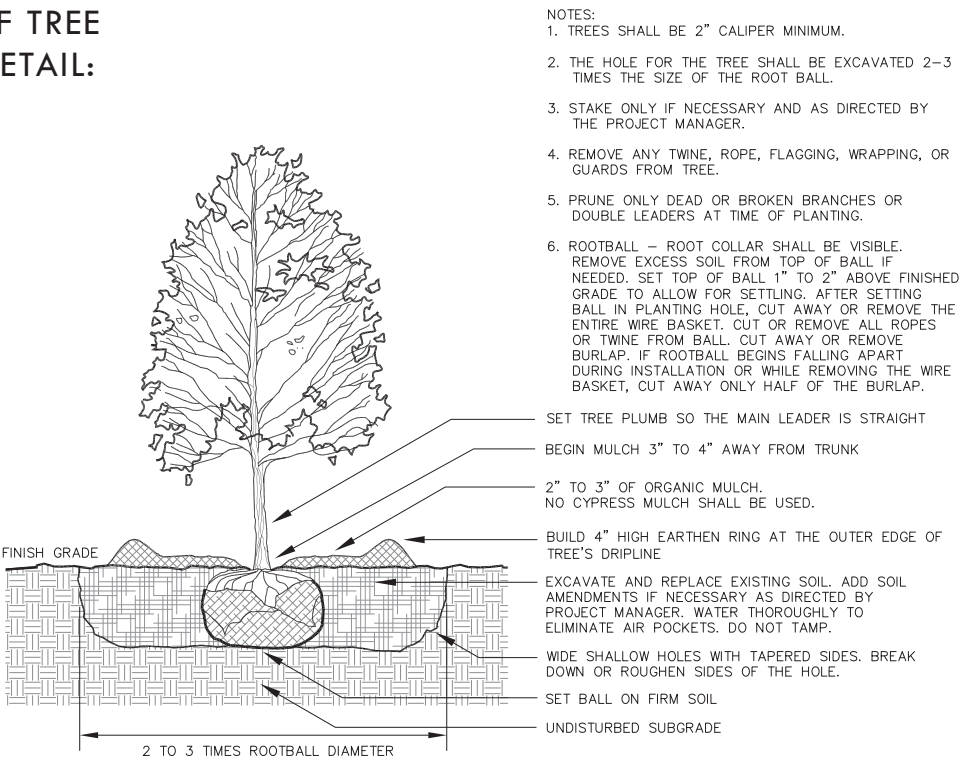 F TREE
ETAIL:
NOTES:
1. TREES SHALL BE 2" CALIPER MINIMUM.
2. THE HOLE FOR THE TREE SHALL BE EXCAVATED 2–3
TIMES THE SIZE OF THE ROOT BALL.
3. STAKE ONLY IF NECESSARY AND AS DIRECTED BY
THE PROJECT MANAGER.
4. REMOVE ANY TWINE, ROPE, FLAGGING, WRAPPING, OR
GUARDS FROM TREE.
5. PRUNE ONLY DEAD OR BROKEN BRANCHES OR
DOUBLE LEADERS AT TIME OF PLANTING.
6. ROOTBALL – ROOT COLLAR SHALL BE VISIBLE.
REMOVE EXCESS SOIL FROM TOP OF BALL IF
NEEDED. SET TOP OF BALL 1" TO 2" ABOVE FINISHED
GRADE TO ALLOW FOR SETTLING. AFTER SETTING
BALL IN PLANTING HOLE, CUT AWAY OR REMOVE THE
ENTIRE WIRE BASKET. CUT OR REMOVE ALL ROPES
OR TWINE FROM BALL. CUT AWAY OR REMOVE
BURLAP. IF ROOTBALL BEGINS FALLING APART
DURING INSTALLATION OR WHILE REMOVING THE WIRE
BASKET, CUT AWAY ONLY HALF OF THE BURLAP.
SET TREE PLUMB SO THE MAIN LEADER IS STRAIGHT
BEGIN MULCH 3" TO 4" AWAY FROM TRUNK
2" TO 3" OF ORGANIC MULCH.
NO CYPRESS MULCH SHALL BE USED.
BUILD 4" HIGH EARTHEN RING AT THE OUTER EDGE OF
TREE'S DRIPLINE
FINISH GRADE
EXCAVATE AND REPLACE EXISTING SOIL. ADD SOIL
AMENDMENTS IF NECESSARY AS DIRECTED BY
PROJECT MANAGER. WATER THOROUGHLY TO
ELIMINATE AIR POCKETS. DO NOT TAMP.
WIDE SHALLOW HOLES WITH TAPERED SIDES. BREAK
DOWN OR ROUGHEN SIDES OF THE HOLE.
SET BALL ON FIRM SOIL
UNDISTURBED SUBGRADE
2 TO 3 TIMES ROOTBALL DIAMETER